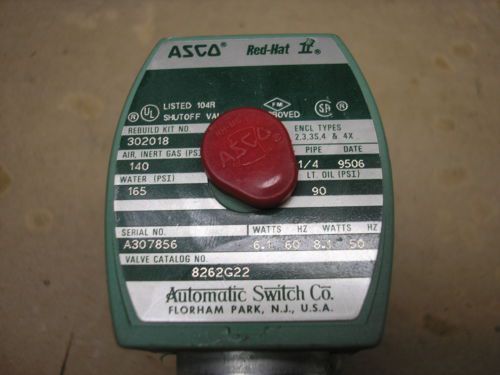 ASCO® Red-Hat II®
® UL LISTED 104R FM ® SA ®
SHUTOFF
REBUILD KIT NO ENCL TYPES
302018 2,3,3S,4 & 4X
AIR, INERT GAS (PSI) PIPE DATE
140 1/4 9506
WATER (PSI) LT. OIL (PSI)
165 90
ASCO
SERIAL NO. WATTS HZ WATTS HZ
A307856 6.1 60 8.1 50
VALVE CATALOG NO.
8262G22
Automatic Switch Co.
FLORHAM PARK, N.J., U.S.A.